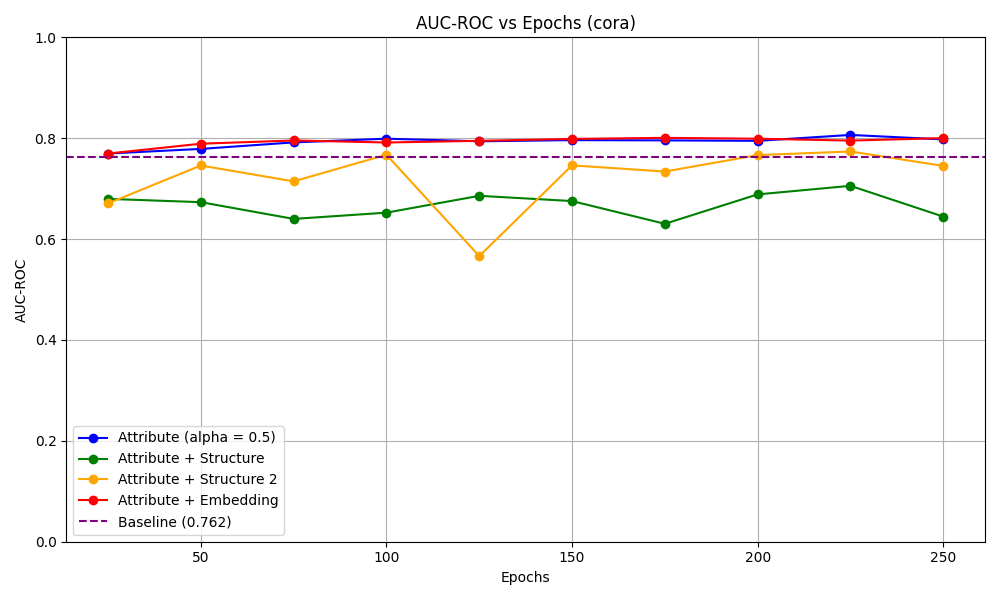 AUC-ROC vs Epochs (cora)
1.0
0.8
0.6
0.4
0.2
0.0
AUC-ROC
Attribute (alpha = 0.5)
Attribute + Structure
Attribute + Structure 2
Attribute + Embedding
Baseline (0.762)
50 100 150 200 250
Epochs